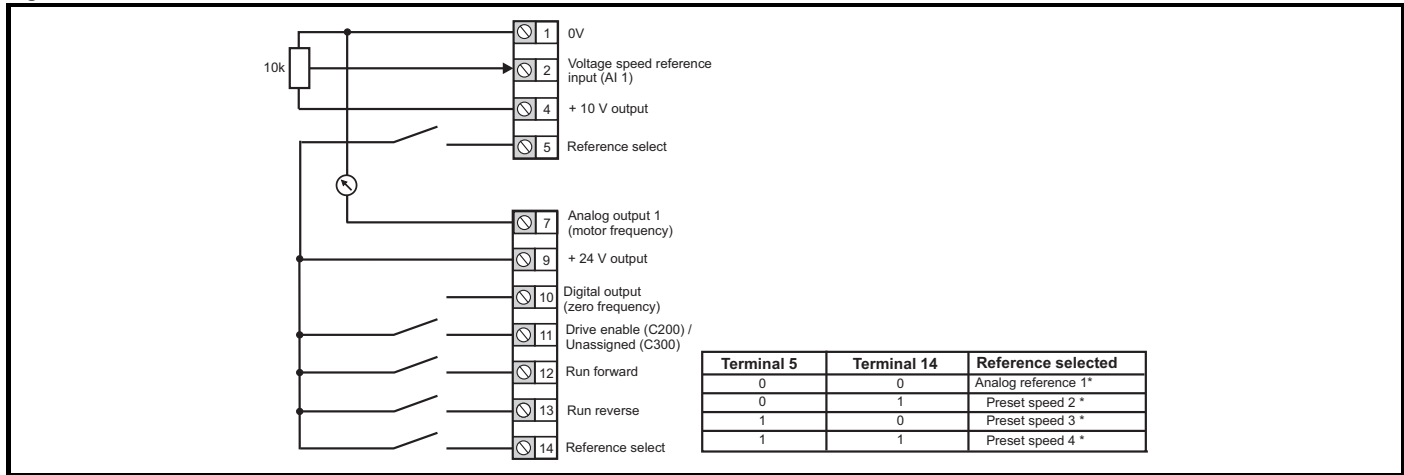 10k
1 0V
2 Voltage speed reference
input (AI 1)
4 + 10 V output
5 Reference select
7 Analog output 1
(motor frequency)
9 + 24 V output
10 Digital output
(zero frequency)
11 Drive enable (C200) /
Unassigned (C300)
12 Run forward
13 Run reverse
14 Reference select
Terminal 5 Terminal 14 Reference selected
0 0 Analog reference 1*
0 1 Preset speed 2 *
1 0 Preset speed 3 *
1 1 Preset speed 4 *